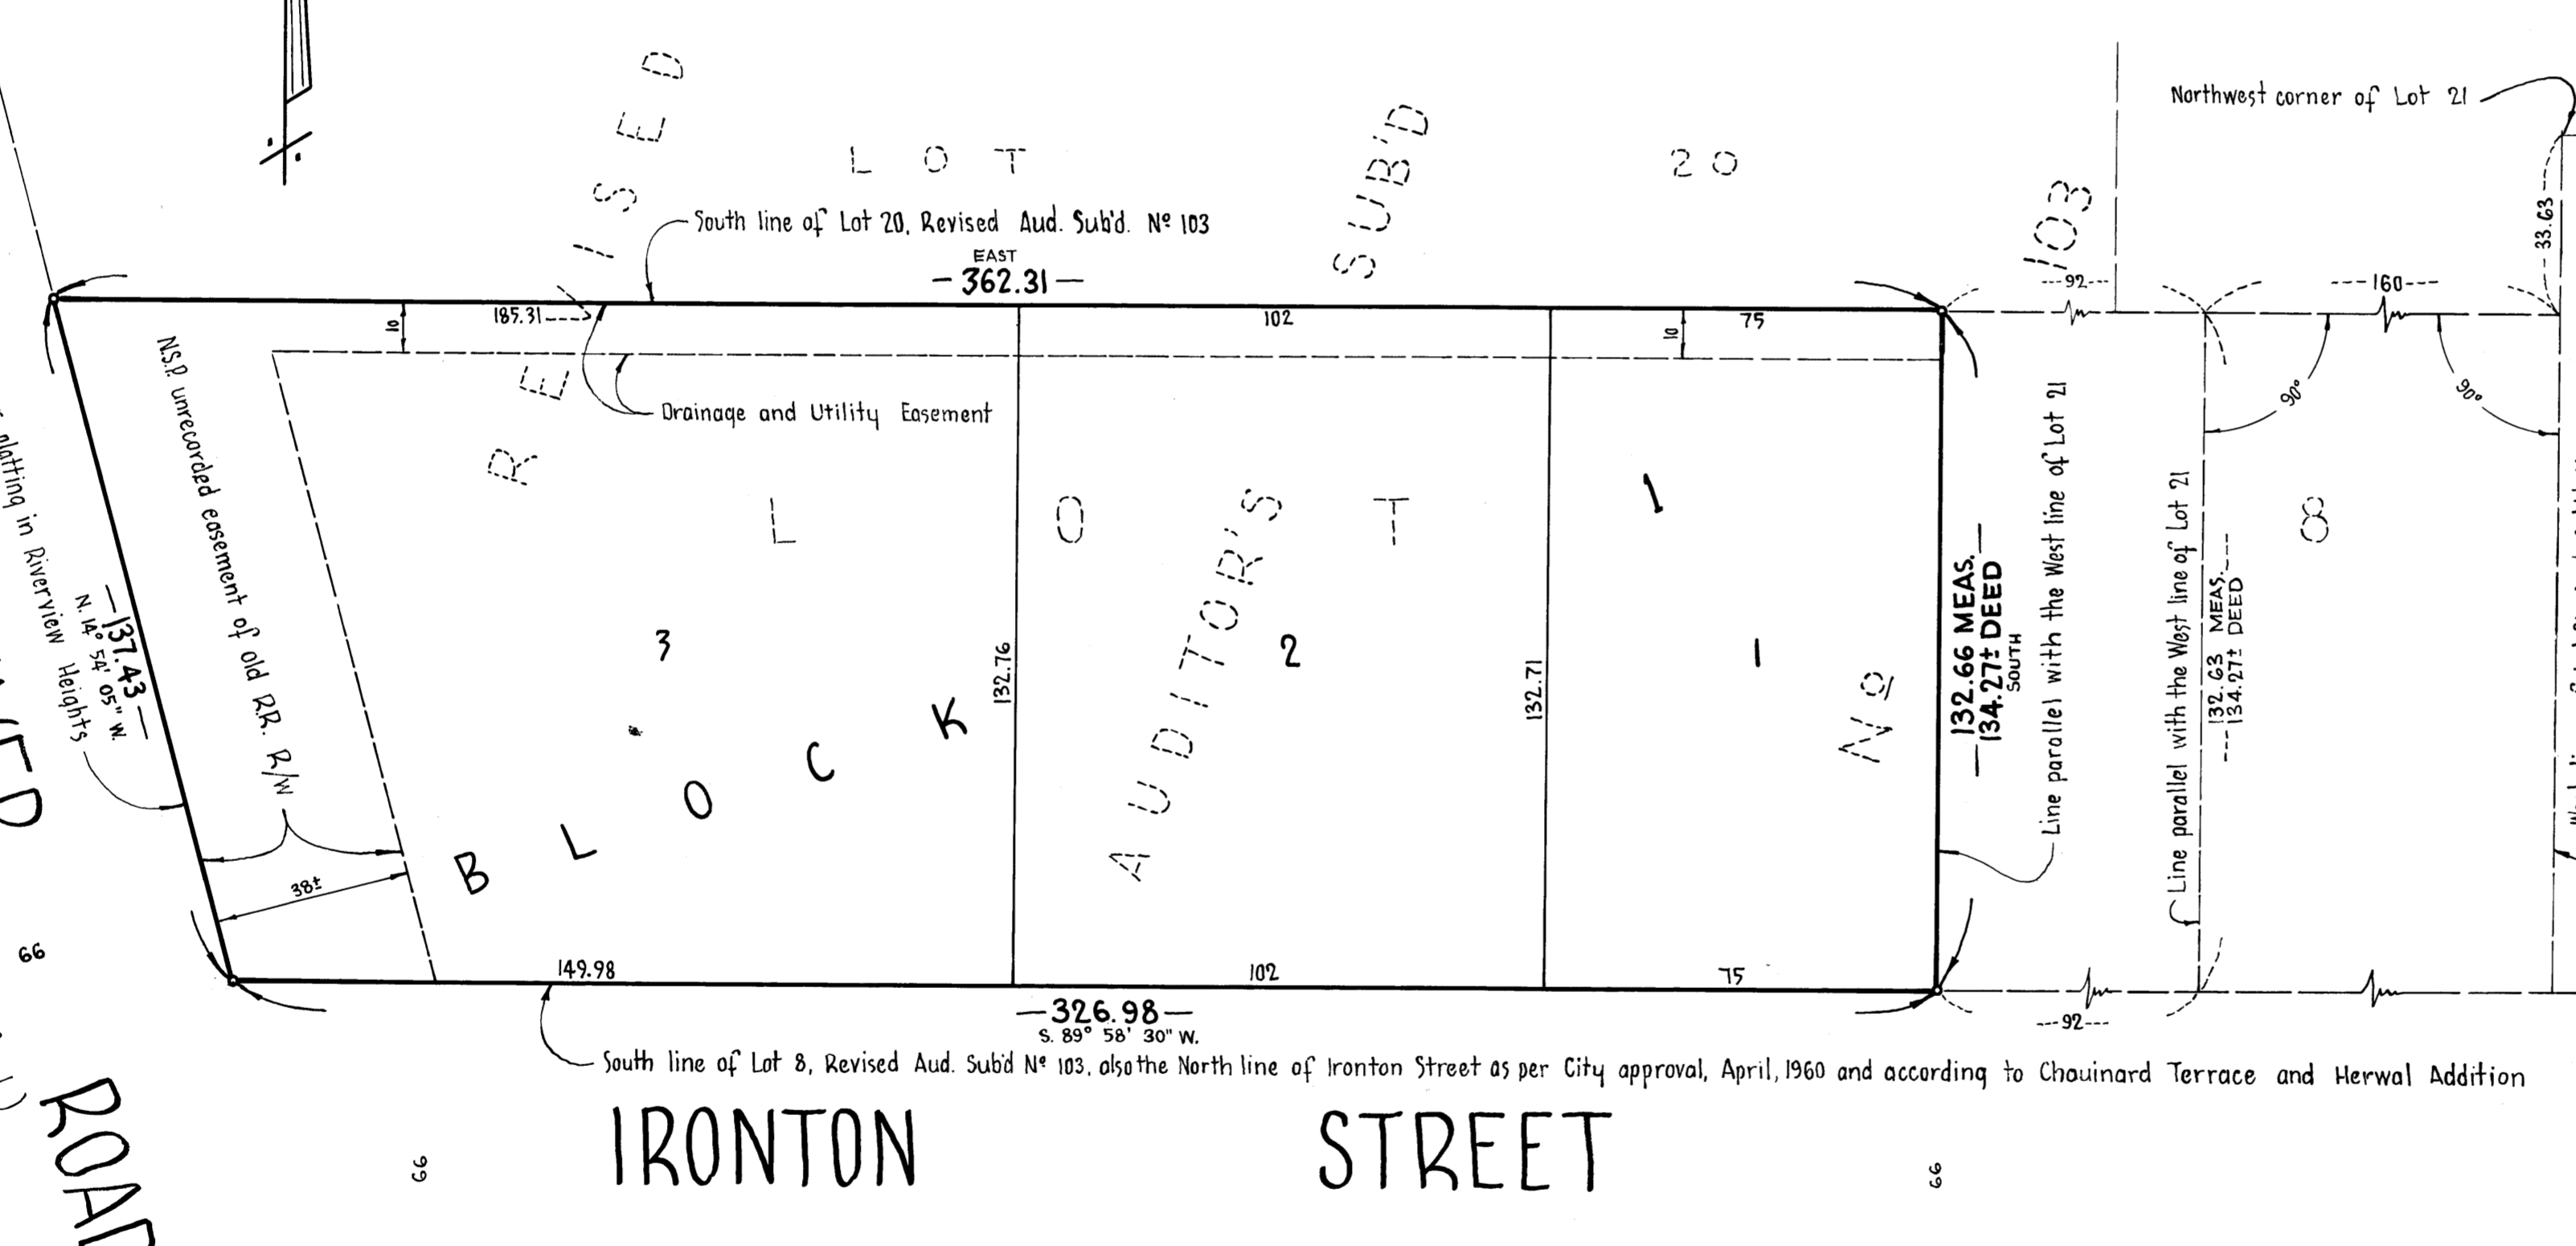 Northwest corner of Lot 21
33.63
REVISED AUDITOR'S SUB'D Nº 103
LOT 20
South line of Lot 20, Revised Aud. Sub'd. Nº 103
EAST
—362.31—
---92---
---160---
10
185.31----
102
75
10
90°
90°
Drainage and Utility Easement
N.S.P. unrecorded easement of old R.R. R/W
platting in Riverview Heights
—137.43—
N. 14° 54' 05" W.
LOT 8
BLOCK 1
3
2
1
132.76
132.71
—132.66 MEAS.—
—134.27± DEED
SOUTH
Line parallel with the West line of Lot 21
Line parallel with the West line of Lot 21
---132.63 MEAS.---
---134.27± DEED
38±
66
149.98
102
75
—326.98—
S. 89° 58' 30" W.
---92---
South line of Lot 8, Revised Aud. Sub'd Nº 103, also the North line of Ironton Street as per City approval, April, 1960 and according to Chouinard Terrace and Herwal Addition
IRONTON STREET
66
66
ROAD